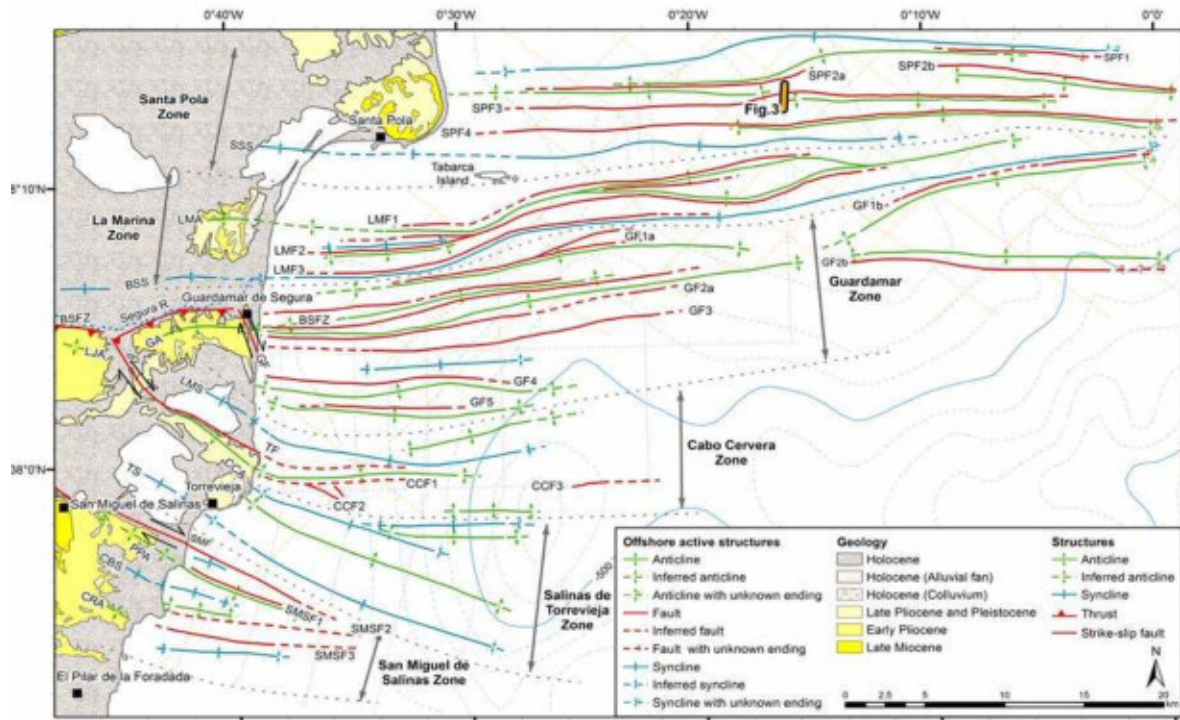 0°40'W
0°30'W
0°20'W
0°10'W
0°0'
SPF1
SPF2b
SPF2a
Santa Pola
Zone
Fig.3
SPF3
Santa Pola
SPF4
SSS
Tabarca
Island
8°10'N
La Marina
Zone
LMA
LMF1
GF1b
LMF2
GF1a
GF2b
LMF3
BSS
Guardamar
Zone
Guardamar de Segura
Segura R
GF2a
BSFZ
BSFZ
GF3
LJA
GA
GF
LMS
GF4
GF5
Cabo Cervera
Zone
TF
CCA
8°0'N
TS
Torrevieja
CCF1
CCF3
CCF2
San Miguel de Salinas
SMF
PPA
CBS
-500
CRA
Salinas de
Torrevieja
Zone
SMSF1
SMSF2
SMSF3
San Miguel de
Salinas Zone
El Pilar de la Foradada
Offshore active structures
Anticline
Inferred anticline
Anticline with unknown ending
Fault
Inferred fault
Fault with unknown ending
Syncline
Inferred syncline
Syncline with unknown ending
Geology
Holocene
Holocene (Alluvial fan)
Holocene (Colluvium)
Late Pliocene and Pleistocene
Early Pliocene
Late Miocene
Structures
Anticline
Inferred anticline
Syncline
Thrust
Strike-slip fault
N
0 2.5 5 10 15 20
km